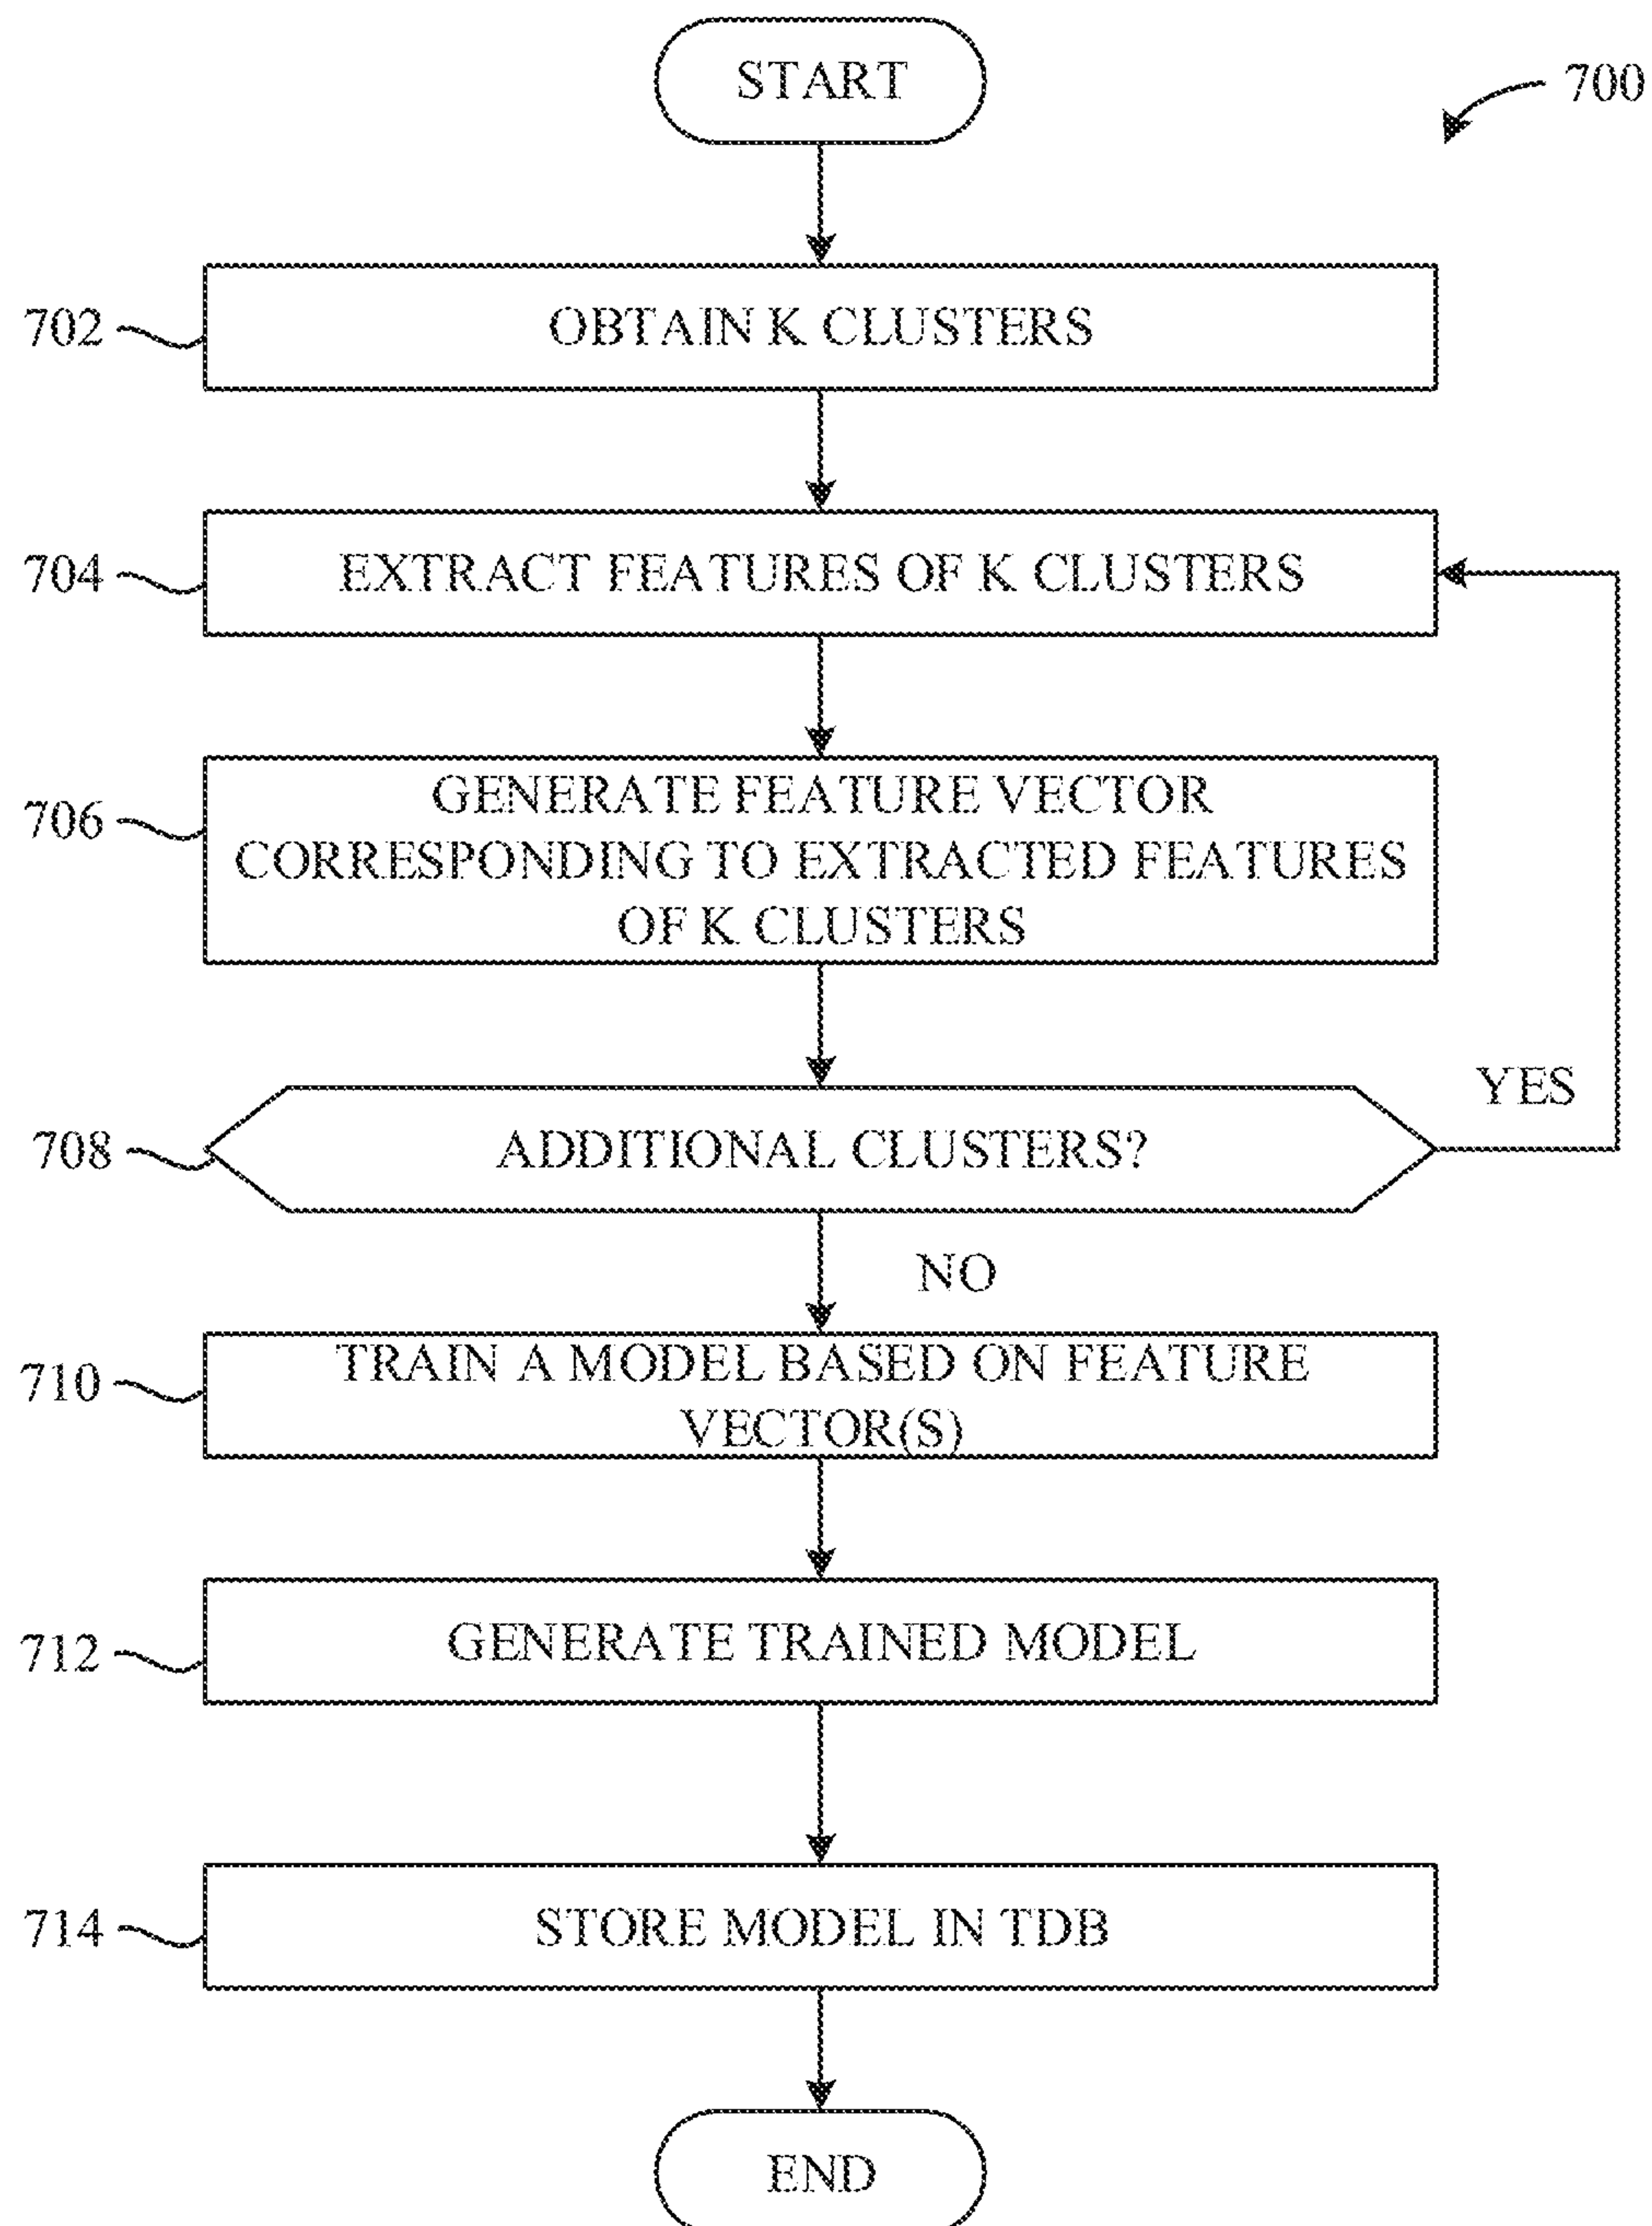 START
700
702
OBTAIN K CLUSTERS
704
EXTRACT FEATURES OF K CLUSTERS
706
GENERATE FEATURE VECTOR
CORRESPONDING TO EXTRACTED FEATURES
OF K CLUSTERS
YES
708
ADDITIONAL CLUSTERS?
NO
710
TRAIN A MODEL BASED ON FEATURE
VECTOR(S)
712
GENERATE TRAINED MODEL
714
STORE MODEL IN TDB
END